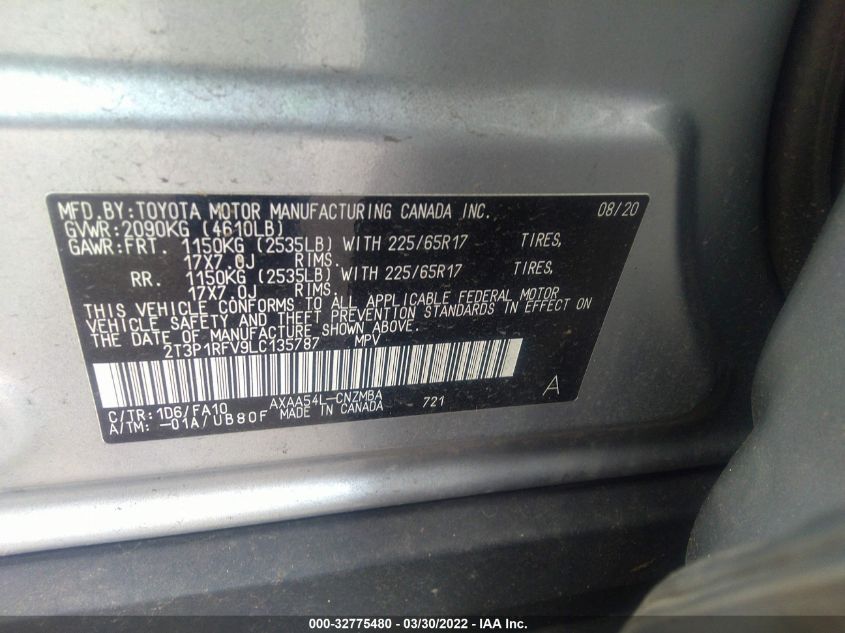 MFD.BY:TOYOTA MOTOR MANUFACTURING CANADA INC. 08/20
GVWR:2090KG (4610LB)
GAWR:FRT. 1150KG (2535LB) WITH 225/65R17 TIRES,
17X7.0J RIMS.
RR. 1150KG (2535LB) WITH 225/65R17 TIRES,
17X7.0J RIMS.
THIS VEHICLE CONFORMS TO ALL APPLICABLE FEDERAL MOTOR
VEHICLE SAFETY AND THEFT PREVENTION STANDARDS IN EFFECT ON
THE DATE OF MANUFACTURE SHOWN ABOVE.
2T3P1RFV9LC135787 MPV
C/TR:1D6/FA10 AXAA54L-CNZMBA 721 A
A/TM:-01A/UB80F MADE IN CANADA
000-32775480 - 03/30/2022 - IAA Inc.